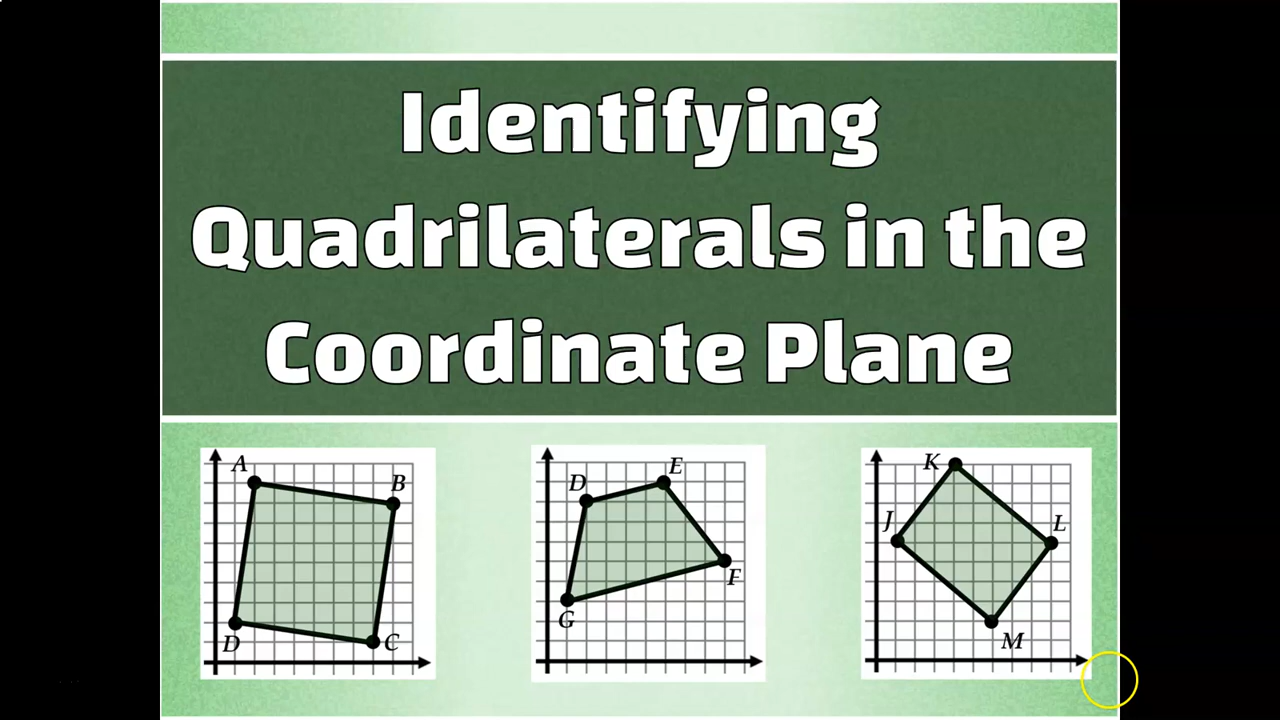 Identifying
Quadrilaterals in the
Coordinate Plane
A
B
D
C
D
E
F
G
K
J
L
M